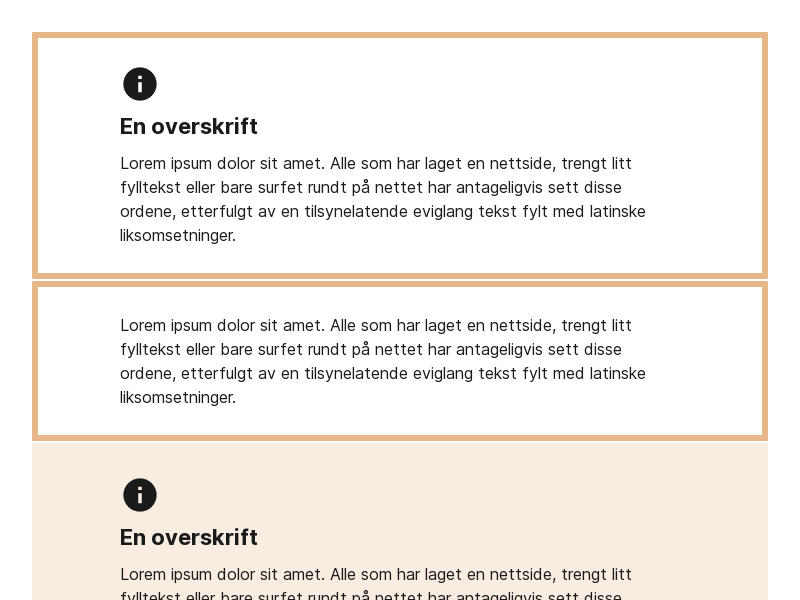 En overskrift
Lorem ipsum dolor sit amet. Alle som har laget en nettside, trengt litt
fylltekst eller bare surfet rundt på nettet har antageligvis sett disse
ordene, etterfulgt av en tilsynelatende eviglang tekst fylt med latinske
liksomsetninger.
Lorem ipsum dolor sit amet. Alle som har laget en nettside, trengt litt
fylltekst eller bare surfet rundt på nettet har antageligvis sett disse
ordene, etterfulgt av en tilsynelatende eviglang tekst fylt med latinske
liksomsetninger.
En overskrift
Lorem ipsum dolor sit amet. Alle som har laget en nettside, trengt litt
fylltekst eller bare surfet rundt på nettet har antageligvis sett disse